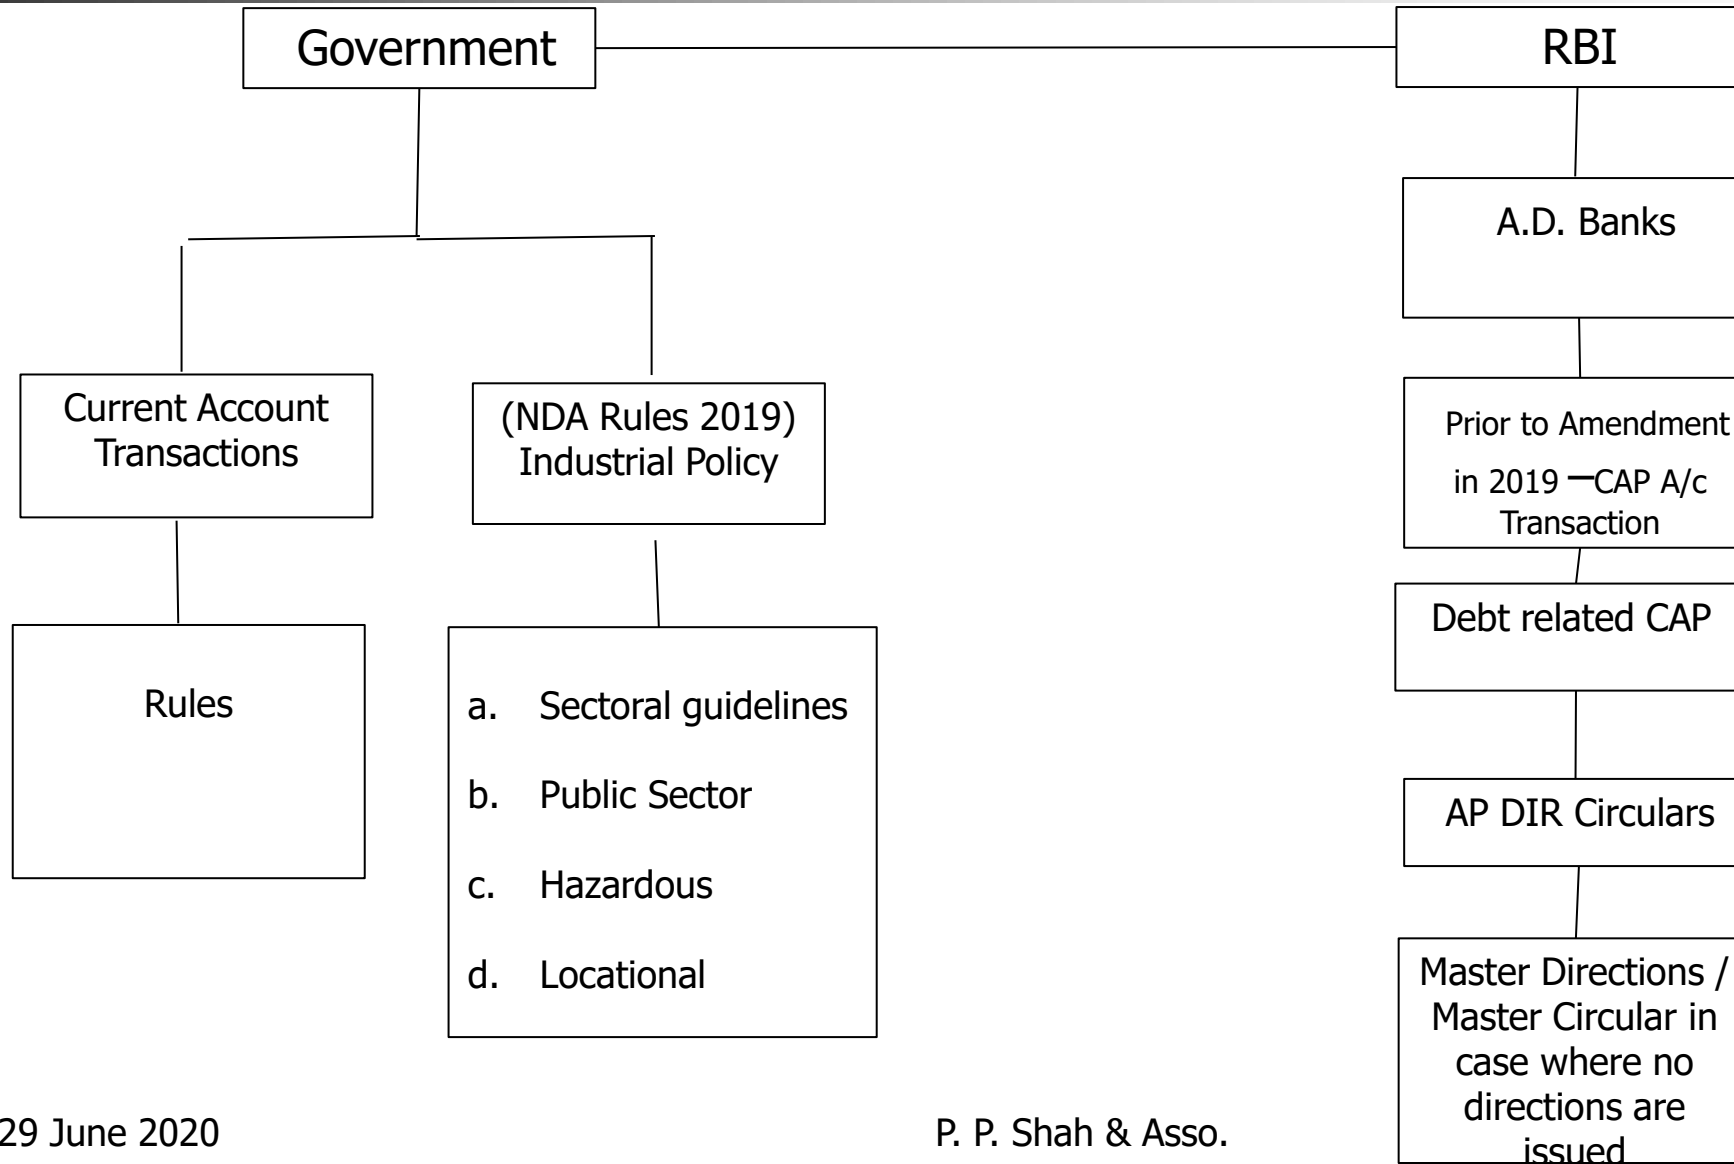 Government
RBI
A.D. Banks
Current Account
Transactions
(NDA Rules 2019)
Industrial Policy
Prior to Amendment
in 2019 –CAP A/c
Transaction
Debt related CAP
Rules
a. Sectoral guidelines
b. Public Sector
c. Hazardous
d. Locational
AP DIR Circulars
Master Directions /
Master Circular in
case where no
directions are
issued
29 June 2020
P. P. Shah & Asso.